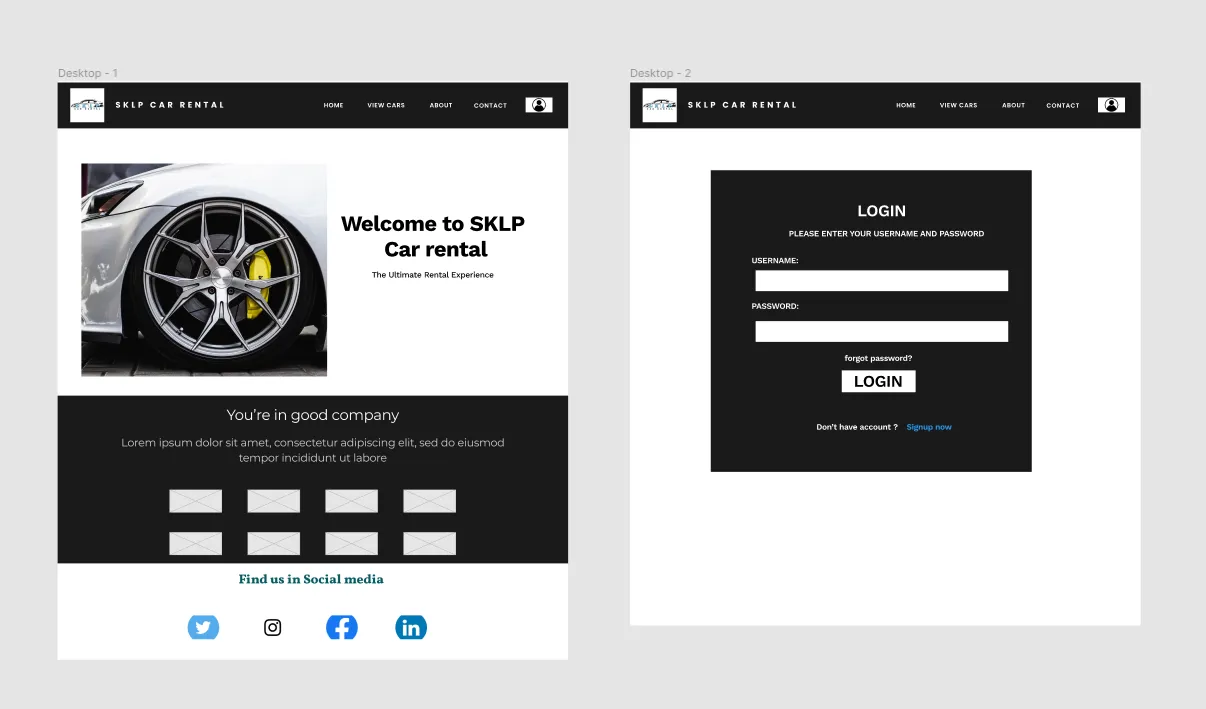 Desktop - 1
SKLP CAR RENTAL
HOME
VIEW CARS
ABOUT
CONTACT
Welcome to SKLP
Car rental
The Ultimate Rental Experience
You're in good company
Lorem ipsum dolor sit amet, consectetur adipiscing elit, sed do eiusmod
tempor incididunt ut labore
Find us in Social media
Desktop - 2
SKLP CAR RENTAL
HOME
VIEW CARS
ABOUT
CONTACT
LOGIN
PLEASE ENTER YOUR USERNAME AND PASSWORD
USERNAME:
PASSWORD:
forgot password?
LOGIN
Don't have account ? Signup now